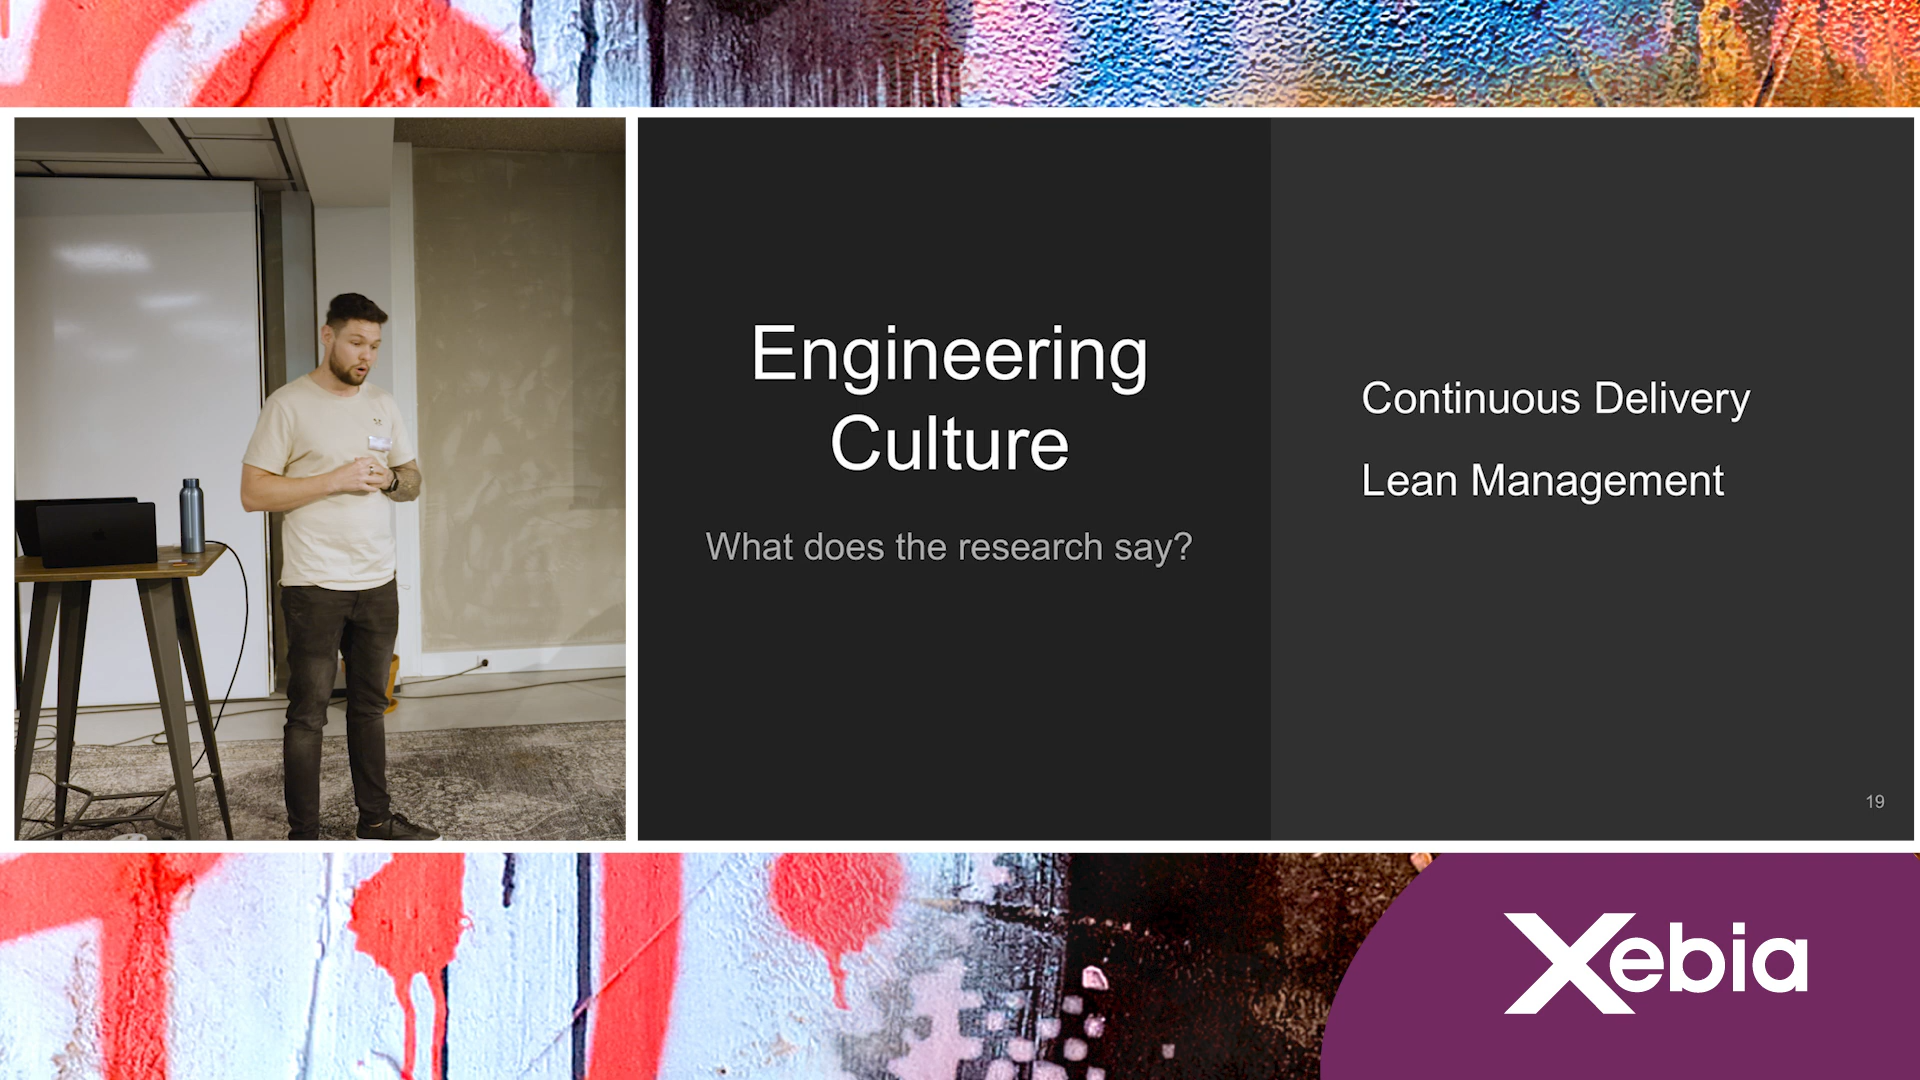 Engineering
Culture
What does the research say?
Continuous Delivery
Lean Management
19
Xebia